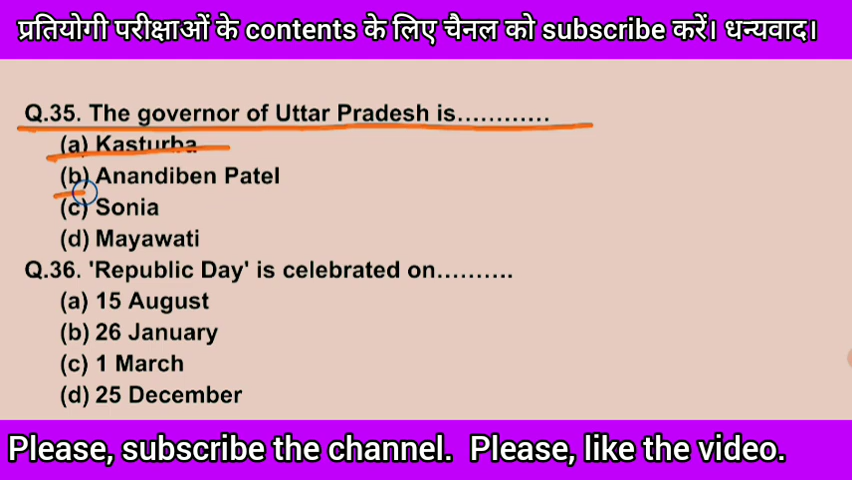 प्रतियोगी परीक्षाओं के contents के लिए चैनल को subscribe करें। धन्यवाद।
Q.35. The governor of Uttar Pradesh is............
(a) Kasturba
(b) Anandiben Patel
(c) Sonia
(d) Mayawati
Q.36. 'Republic Day' is celebrated on..........
(a) 15 August
(b) 26 January
(c) 1 March
(d) 25 December
Please, subscribe the channel. Please, like the video.